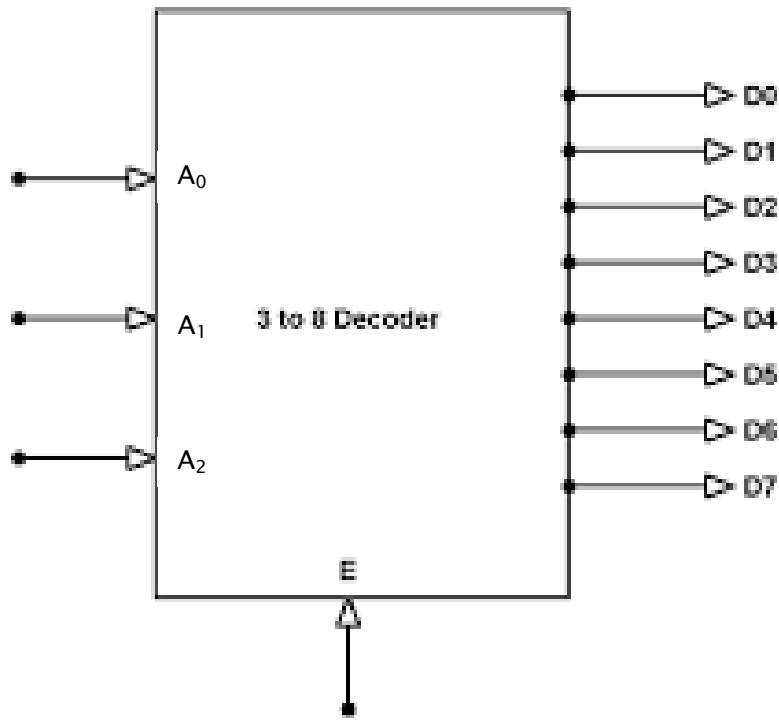 D0
D1
A₀
D2
D3
A₁ 3 to 8 Decoder D4
D5
D6
A₂
D7
E